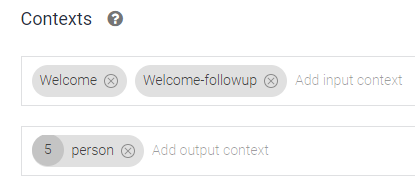 Contexts ?
Welcome Welcome-followup Add input context
5 person Add output context